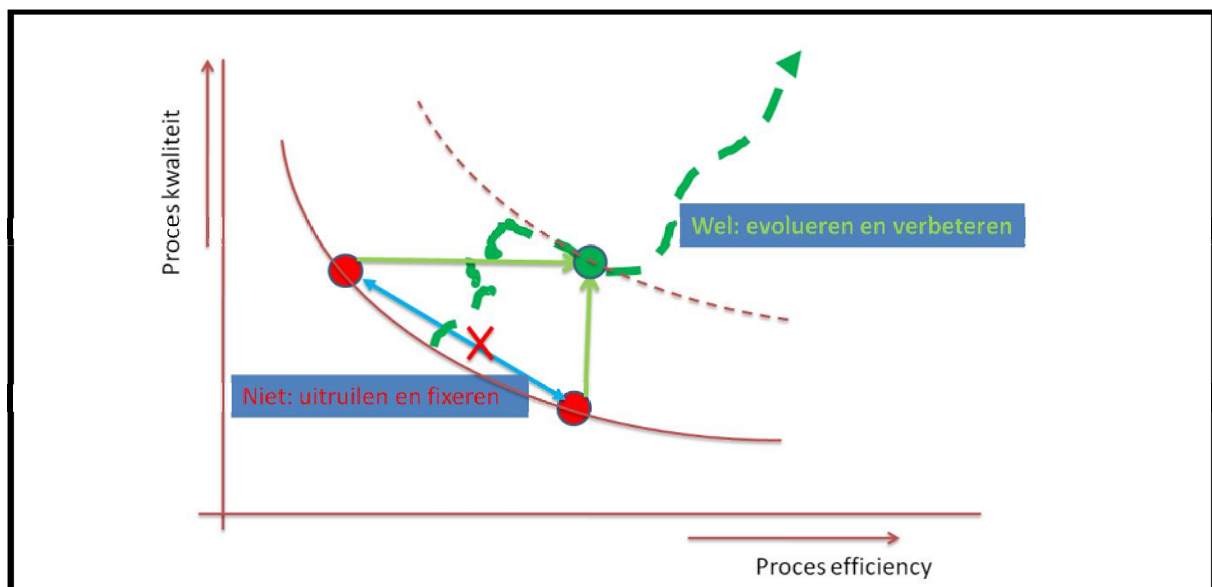 Proces kwaliteit
Wel: evolueren en verbeteren
Niet: uitruilen en fixeren
Proces efficiency